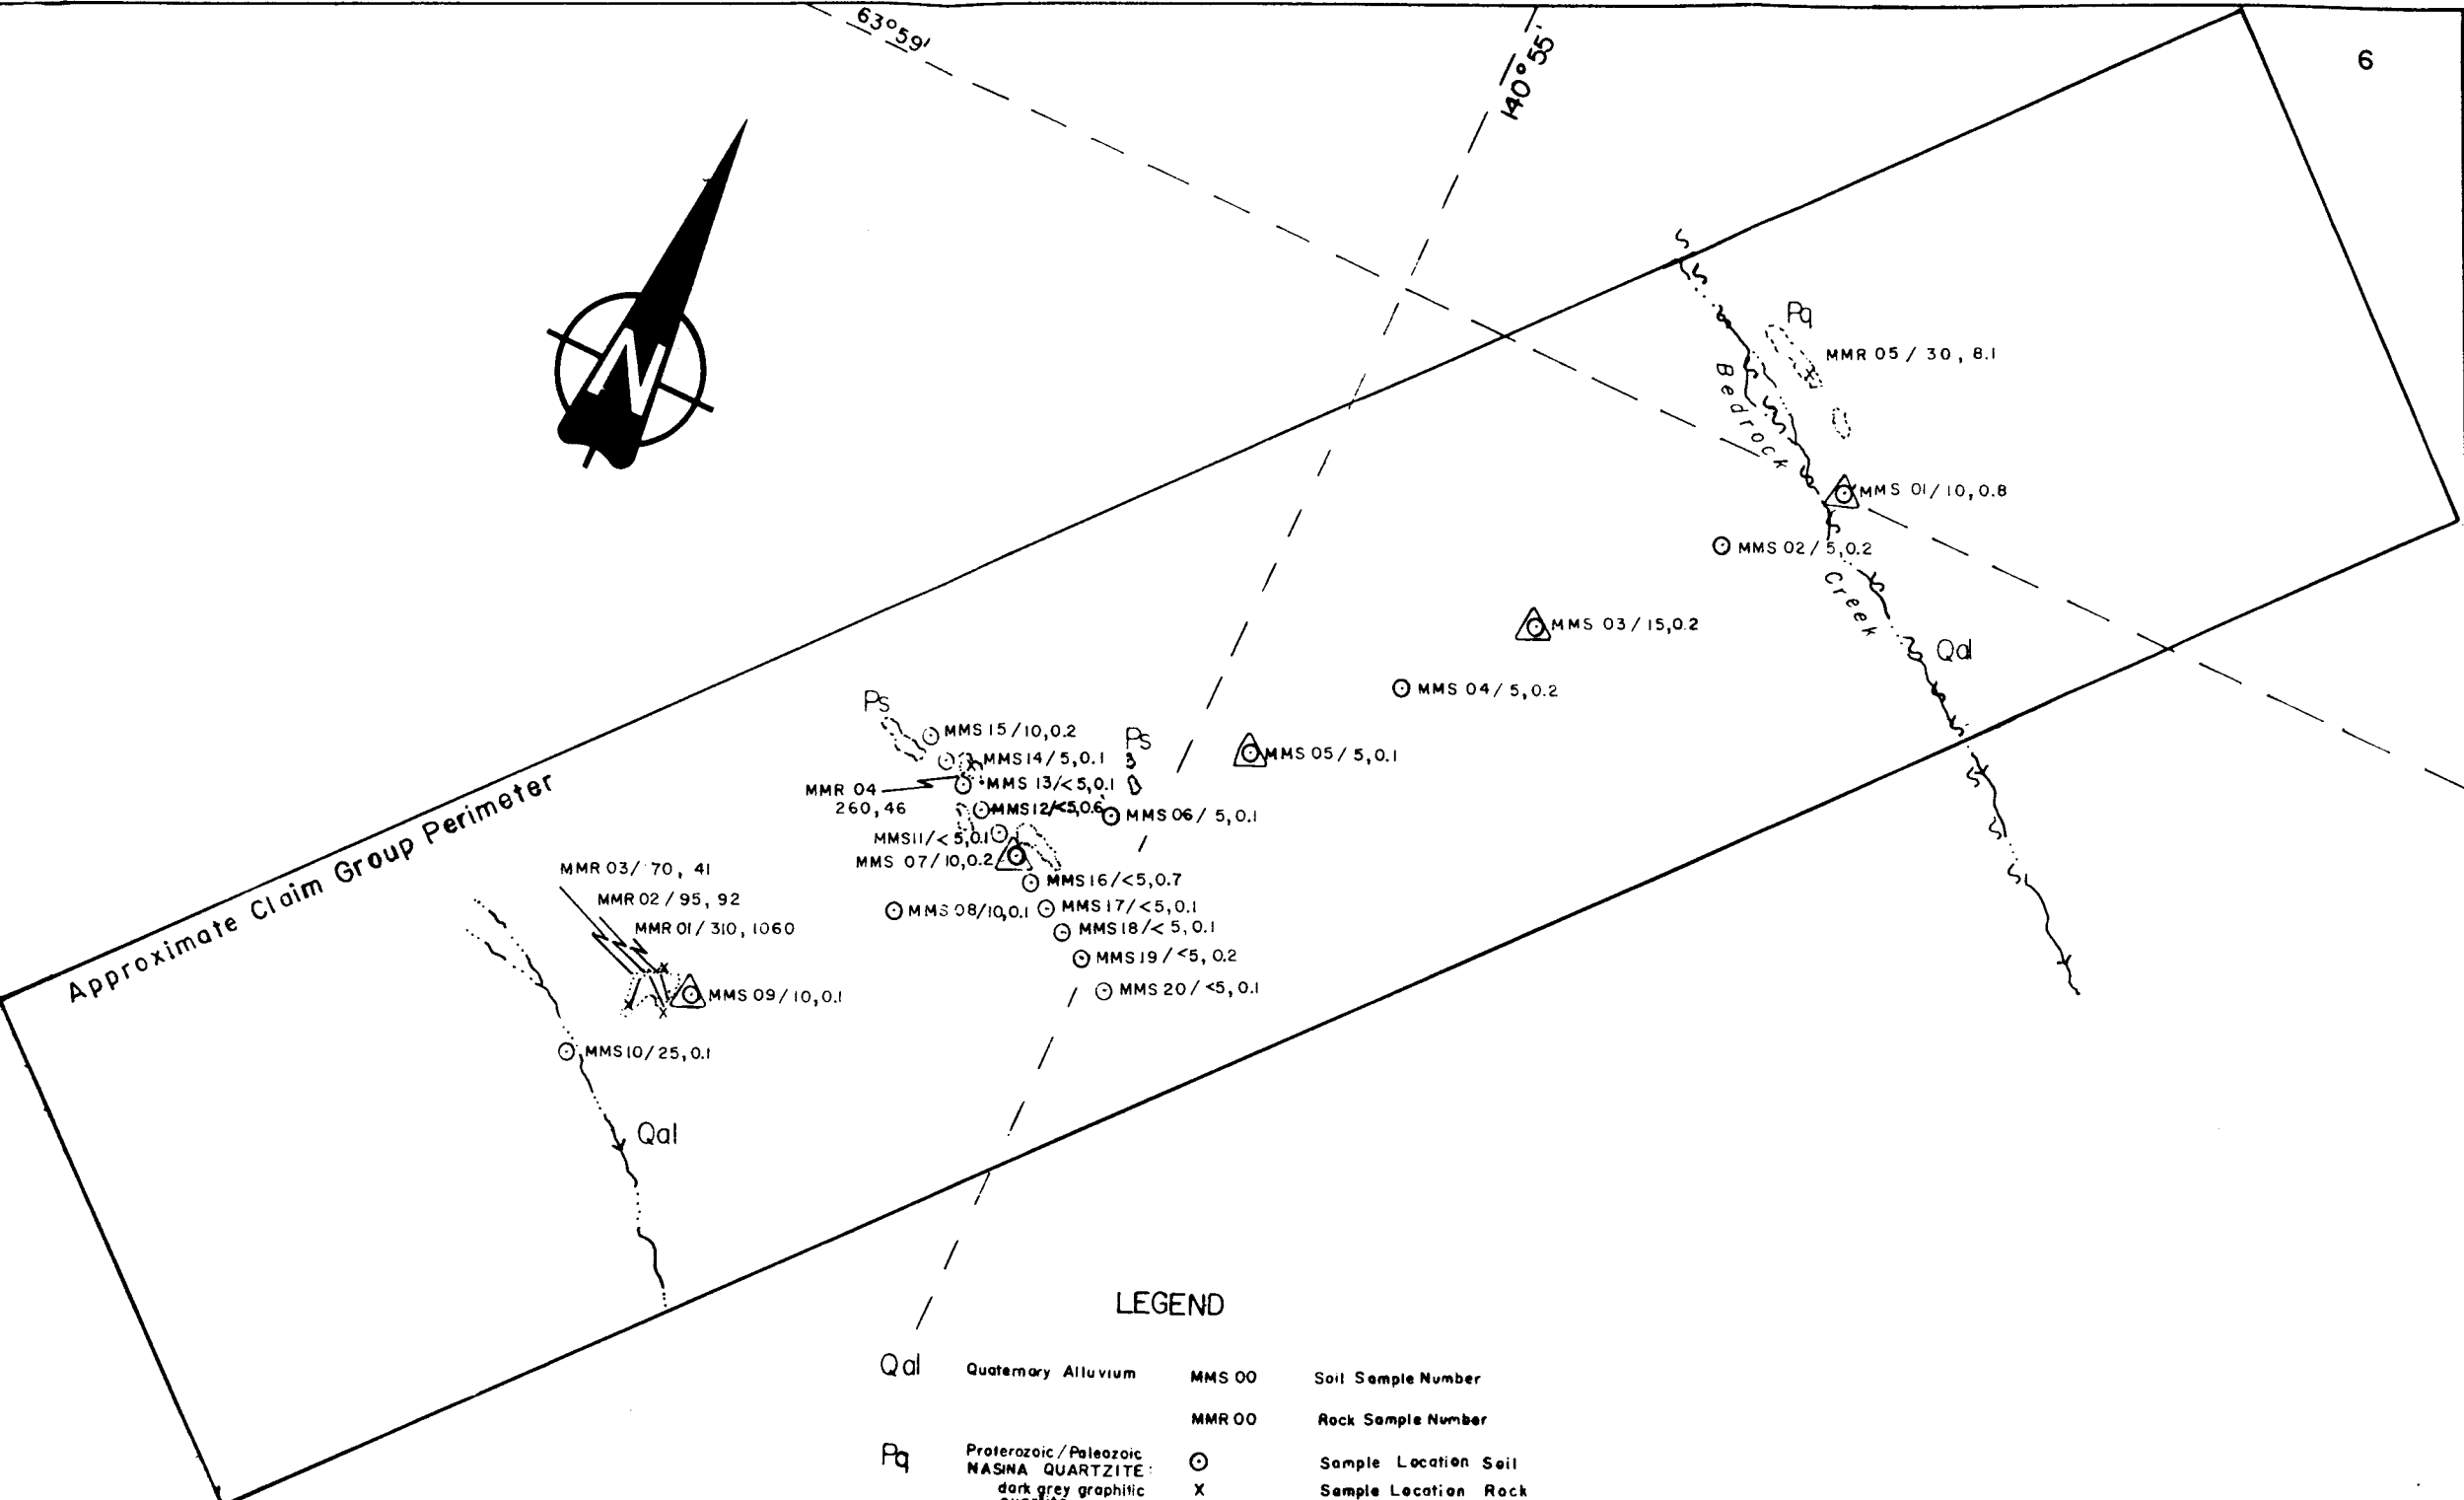 63°59'
140°55'
6
N
Pq
MMR 05 / 30, 8.1
Bedrock
MMS 01/10, 0.8
MMS 02/5, 0.2
Creek
MMS 03/15, 0.2
Qal
MMS 04/5, 0.2
Ps
MMS 15/10, 0.2
Ps
MMS 14/5, 0.1
MMS 05/5, 0.1
MMS 13/<5, 0.1
MMR 04
260, 46
MMS 12/<5, 0.6
MMS 06/5, 0.1
MMS 11/<5, 0.1
MMS 07/10, 0.2
Approximate Claim Group Perimeter
MMR 03/ 70, 41
MMS 16/<5, 0.7
MMR 02/95, 92
MMS 08/10, 0.1
MMS 17/<5, 0.1
MMR 01/310, 1060
MMS 18/<5, 0.1
MMS 19/<5, 0.2
MMS 09/10, 0.1
MMS 20/<5, 0.1
MMS 10/25, 0.1
Qal
LEGEND
Qal Quaternary Alluvium
MMS 00 Soil Sample Number
MMR 00 Rock Sample Number
Pq Proterozoic/Paleozoic
NASINA QUARTZITE:
dark grey graphitic
⊙ Sample Location Soil
X Sample Location Rock